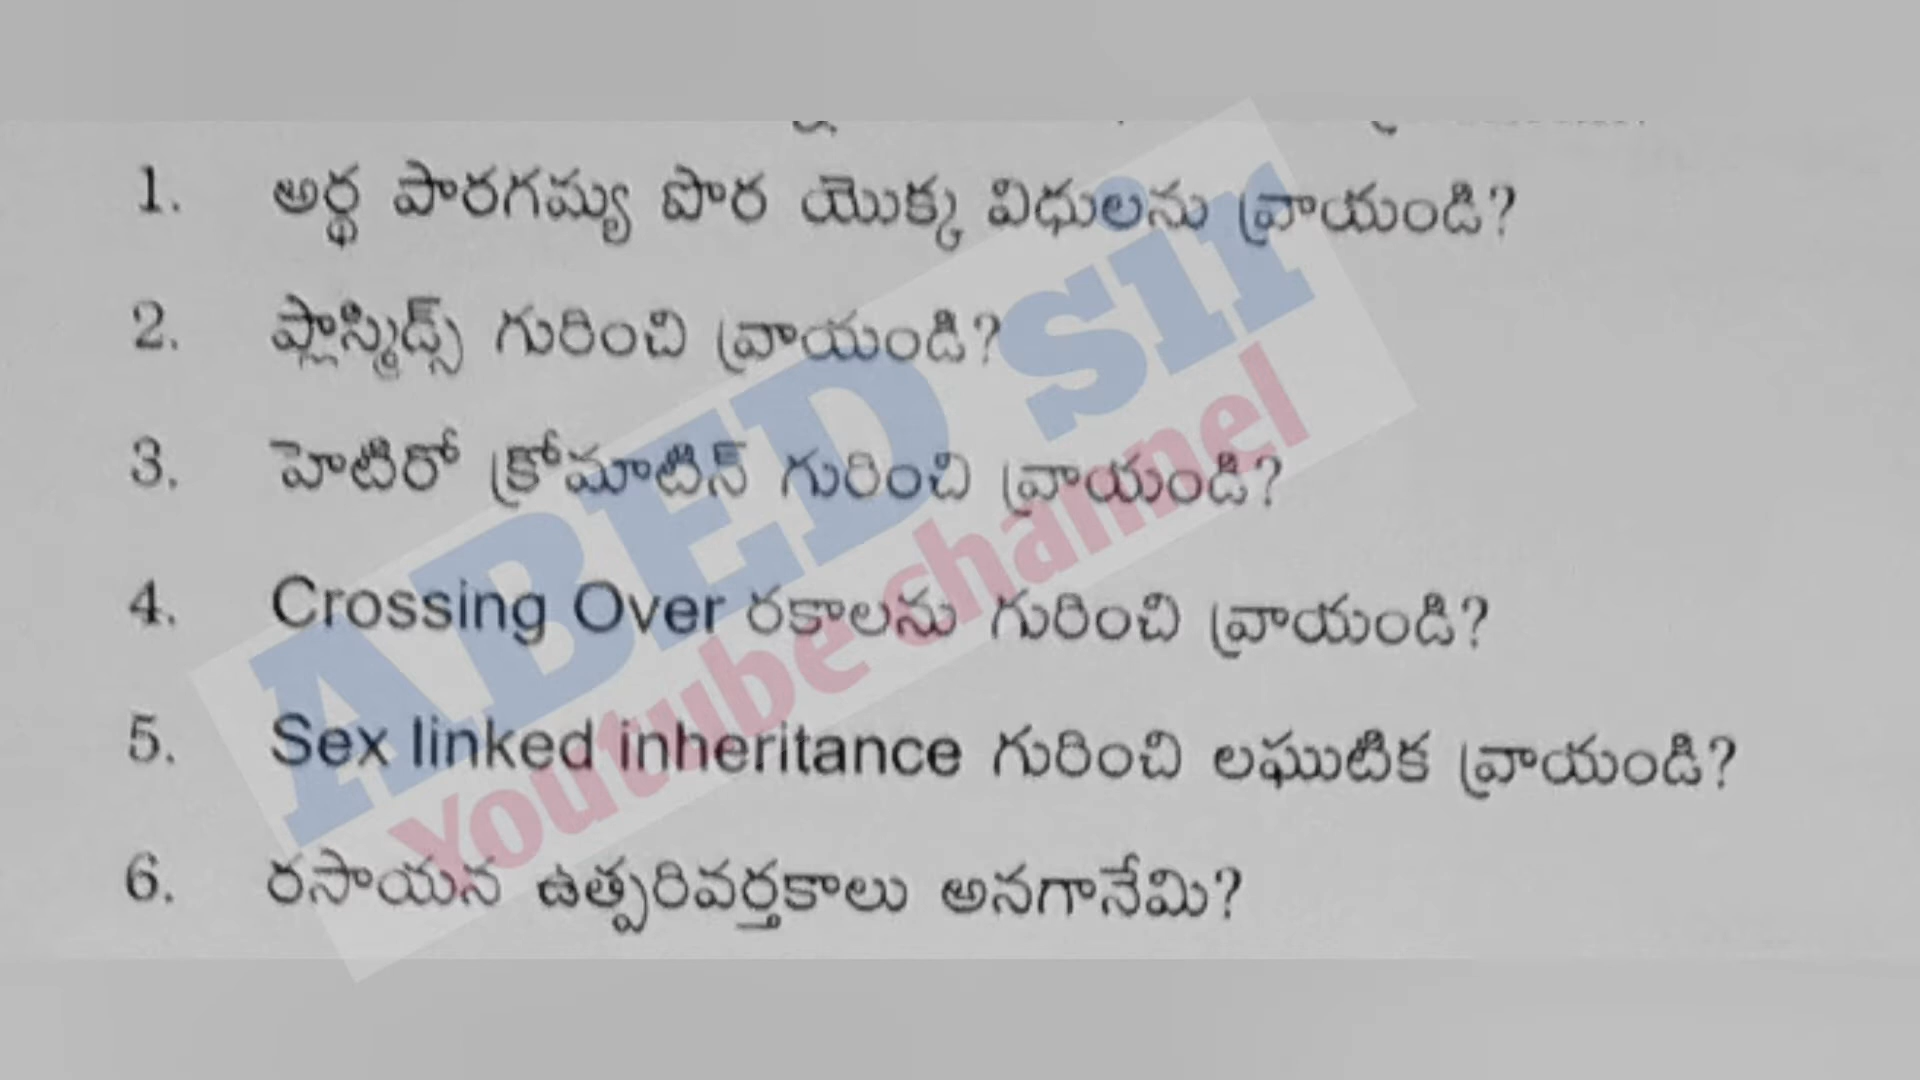 1. అర్థ పారగమ్య పొర యొక్క విధులను వ్రాయండి?
2. ప్లాస్మిడ్స్ గురించి వ్రాయండి?
3. హెటిరో క్రోమాటిన్ గురించి వ్రాయండి?
4. Crossing Over రకాలను గురించి వ్రాయండి?
5. Sex linked inheritance గురించి లఘుటిక వ్రాయండి?
6. రసాయన ఉత్పరివర్తకాలు అనగానేమి?
ABED sir
Youtube channel